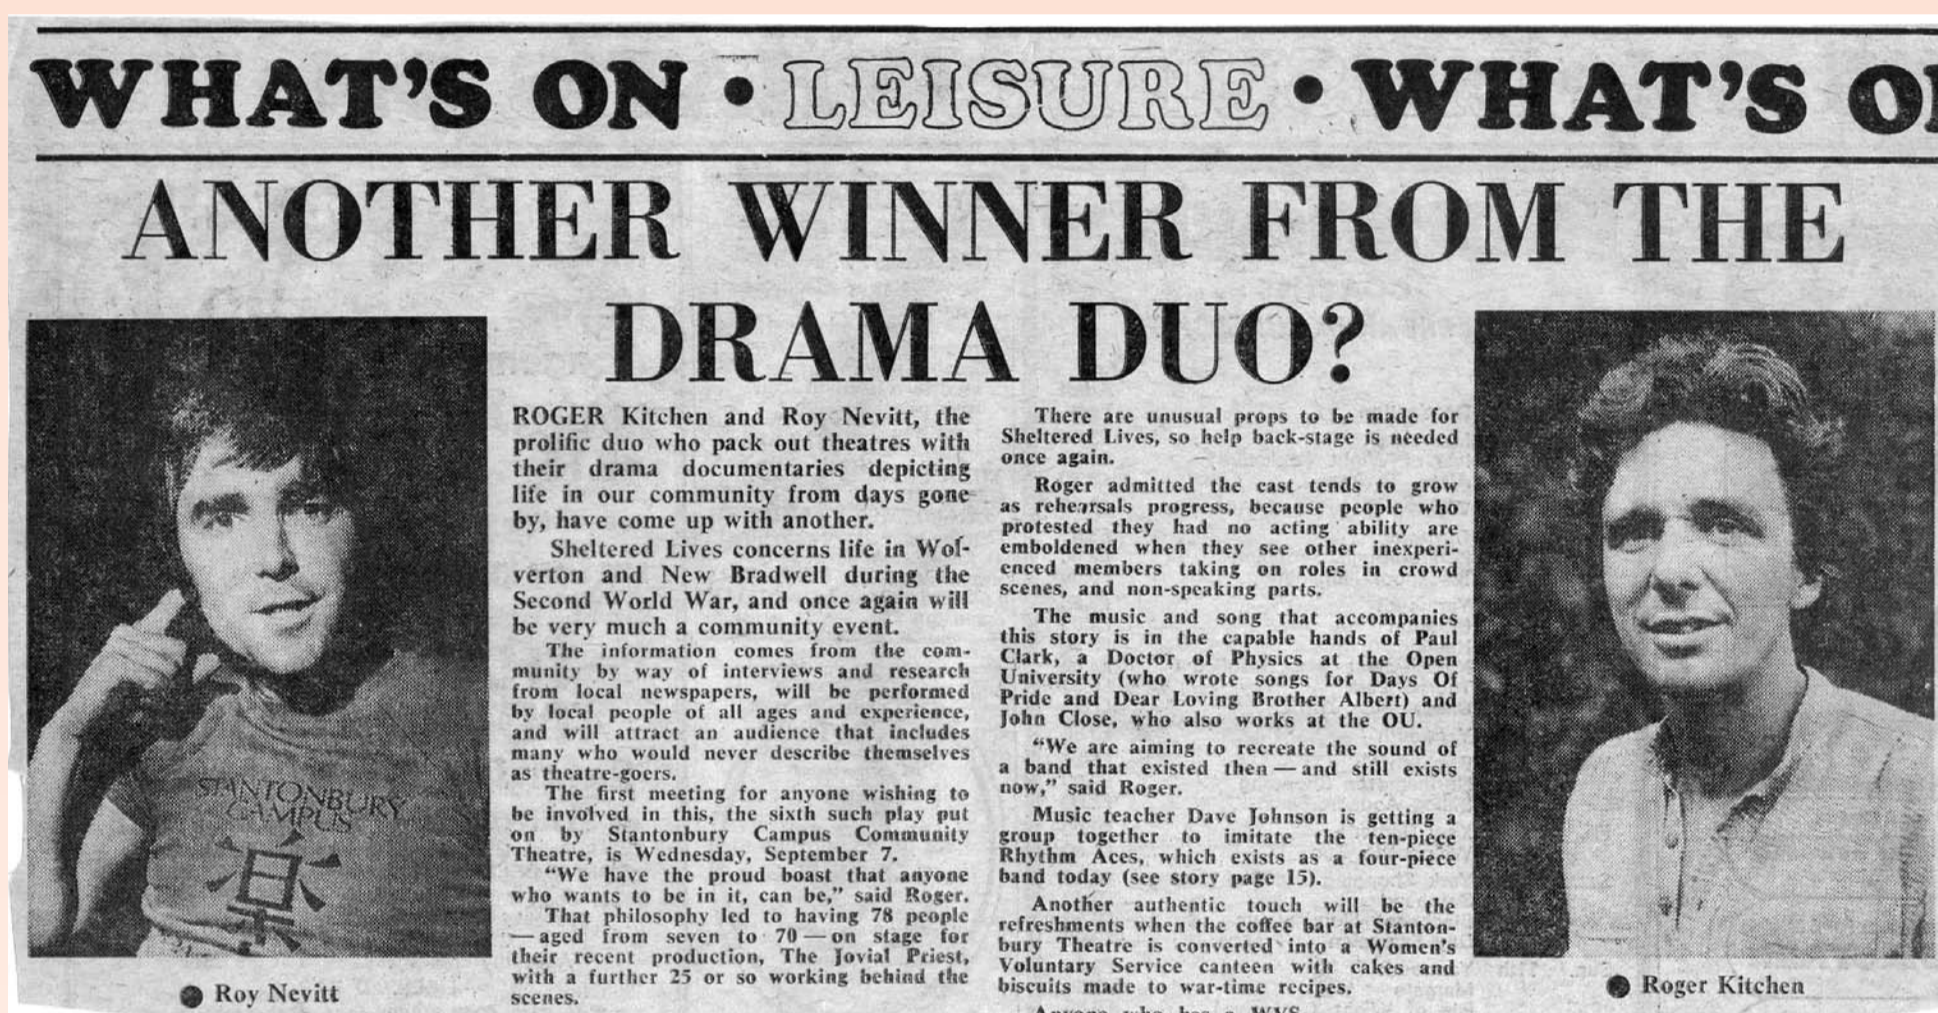 WHAT'S ON • LEISURE • WHAT'S O
ANOTHER WINNER FROM THE
DRAMA DUO?
STANTONBURY
CAMPUS
● Roy Nevitt
ROGER Kitchen and Roy Nevitt, the
prolific duo who pack out theatres with
their drama documentaries depicting
life in our community from days gone
by, have come up with another.
Sheltered Lives concerns life in Wol-
verton and New Bradwell during the
Second World War, and once again will
be very much a community event.
The information comes from the com-
munity by way of interviews and research
from local newspapers, will be performed
by local people of all ages and experience,
and will attract an audience that includes
many who would never describe themselves
as theatre-goers.
The first meeting for anyone wishing to
be involved in this, the sixth such play put
on by Stantonbury Campus Community
Theatre, is Wednesday, September 7.
"We have the proud boast that anyone
who wants to be in it, can be," said Roger.
That philosophy led to having 78 people
— aged from seven to 70 — on stage for
their recent production, The Jovial Priest,
with a further 25 or so working behind the
scenes.
There are unusual props to be made for
Sheltered Lives, so help back-stage is needed
once again.
Roger admitted the cast tends to grow
as rehearsals progress, because people who
protested they had no acting ability are
emboldened when they see other inexperi-
enced members taking on roles in crowd
scenes, and non-speaking parts.
The music and song that accompanies
this story is in the capable hands of Paul
Clark, a Doctor of Physics at the Open
University (who wrote songs for Days Of
Pride and Dear Loving Brother Albert) and
John Close, who also works at the OU.
"We are aiming to recreate the sound of
a band that existed then — and still exists
now," said Roger.
Music teacher Dave Johnson is getting a
group together to imitate the ten-piece
Rhythm Aces, which exists as a four-piece
band today (see story page 15).
Another authentic touch will be the
refreshments when the coffee bar at Stanton-
bury Theatre is converted into a Women's
Voluntary Service canteen with cakes and
biscuits made to war-time recipes.
Anyone who has a WVS
● Roger Kitchen